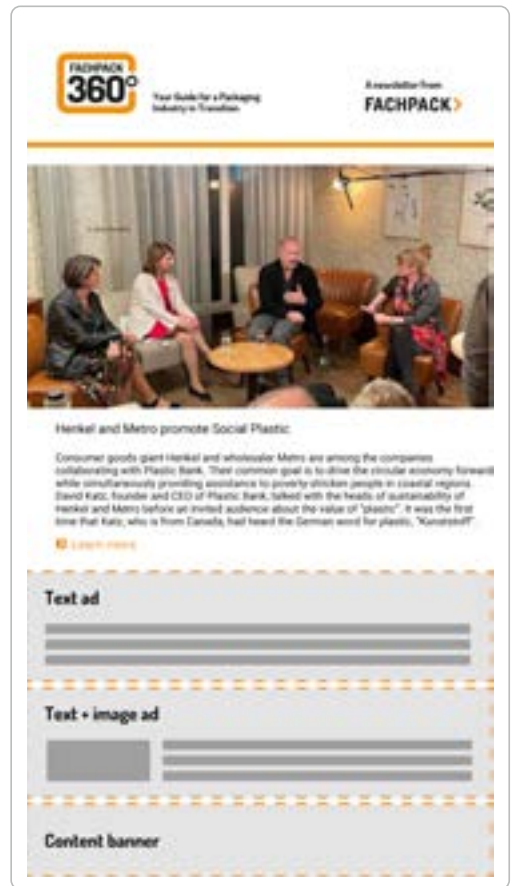 FACHPACK
360°
Your Guide for a Packaging
Industry in Transition
A newsletter from
FACHPACK
Henkel and Metro promote Social Plastic
Consumer goods giant Henkel and wholesaler Metro are among the companies
collaborating with Plastic Bank. Their common goal is to drive the circular economy forward
while simultaneously providing assistance to poverty-stricken people in coastal regions.
David Katz, founder and CEO of Plastic Bank, talked with the heads of sustainability of
Henkel and Metro before an invited audience about the value of "plastic". It was the first
time that Katz, who is from Canada, had heard the German word for plastic, "Kunststoff".
Learn more
Text ad
Text + image ad
Content banner